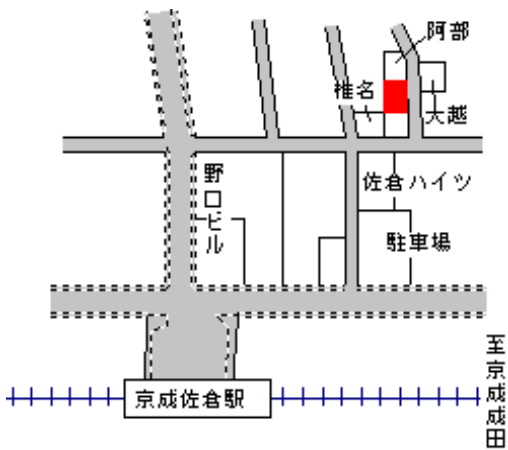 阿部
椎名
大越
野口ビル
佐倉ハイツ
駐車場
至京成成田
京成佐倉駅